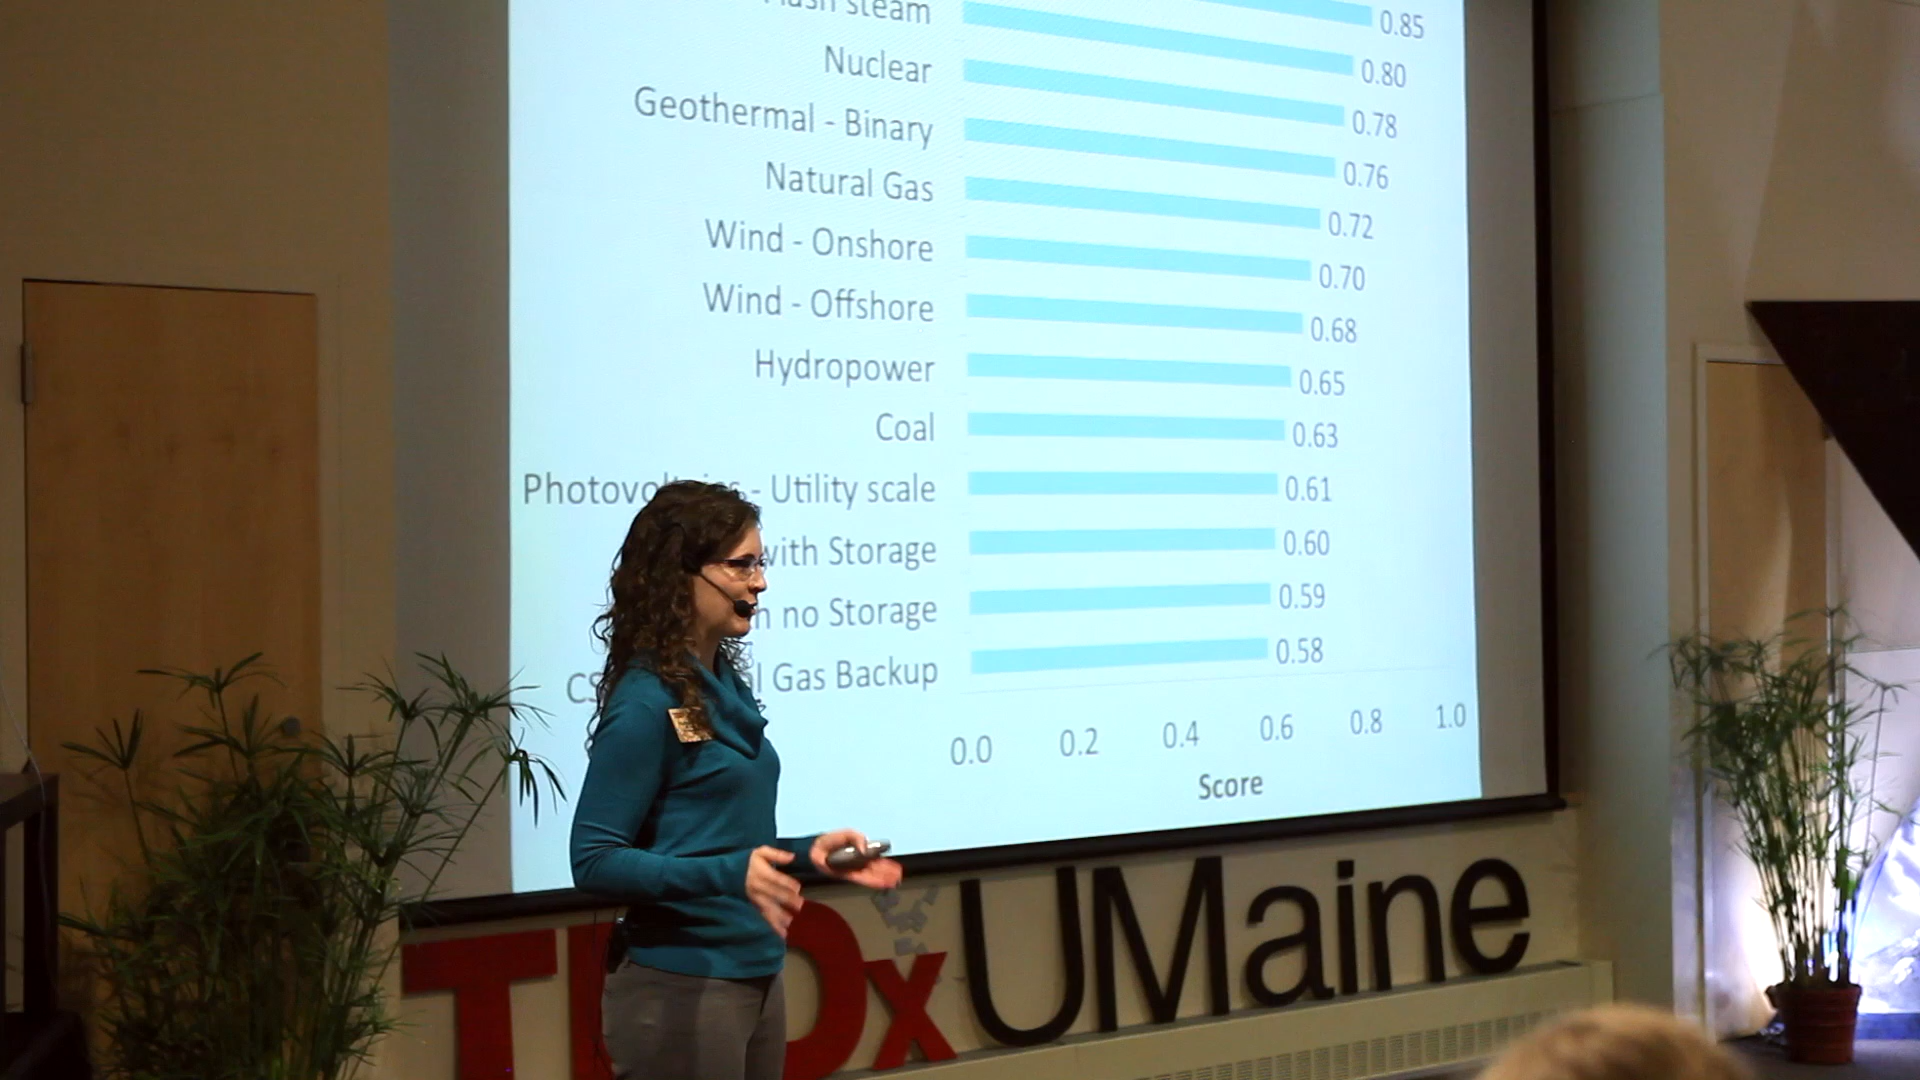 0.85
steam 0.80
Nuclear 0.78
Geothermal - Binary 0.76
Natural Gas 0.72
Wind - Onshore 0.70
Wind - Offshore 0.68
Hydropower 0.65
Coal 0.63
- Utility scale 0.61
with Storage 0.60
no Storage 0.59
Gas Backup 0.58
0.0 0.2 0.4 0.6 0.8 1.0
Score
TEDxUMaine